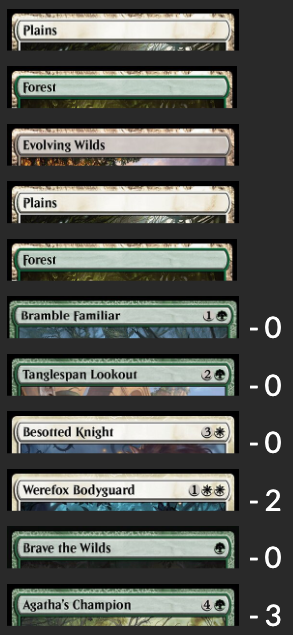 Plains
Forest
Evolving Wilds
Plains
Forest
Bramble Familiar 1 - 0
Tanglespan Lookout 2 - 0
Besotted Knight 3 - 0
Werefox Bodyguard 1 - 2
Brave the Wilds - 0
Agatha's Champion 4 - 3